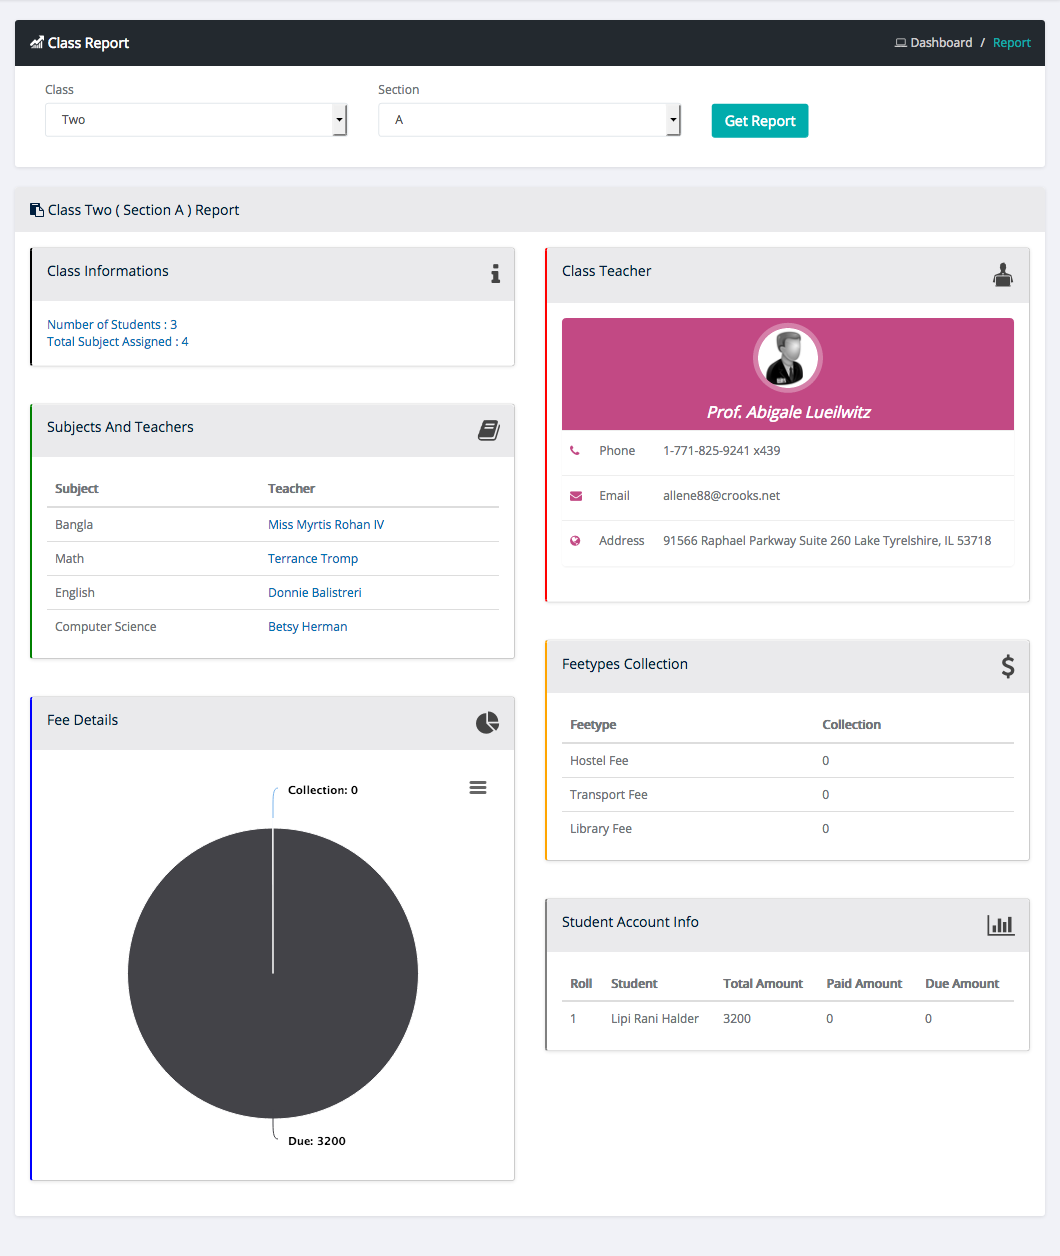 Class Report
Dashboard / Report
Class
Section
Two
A
Get Report
Class Two ( Section A ) Report
Class Informations
Number of Students : 3
Total Subject Assigned : 4
Subjects And Teachers
Subject Teacher
Bangla Miss Myrtis Rohan IV
Math Terrance Tromp
English Donnie Balistreri
Computer Science Betsy Herman
Fee Details
Collection: 0
Due: 3200
Class Teacher
Prof. Abigale Lueilwitz
Phone 1-771-825-9241 x439
Email allene88@crooks.net
Address 91566 Raphael Parkway Suite 260 Lake Tyrelshire, IL 53718
Feetypes Collection
Feetype Collection
Hostel Fee 0
Transport Fee 0
Library Fee 0
Student Account Info
Roll Student Total Amount Paid Amount Due Amount
1 Lipi Rani Halder 3200 0 0